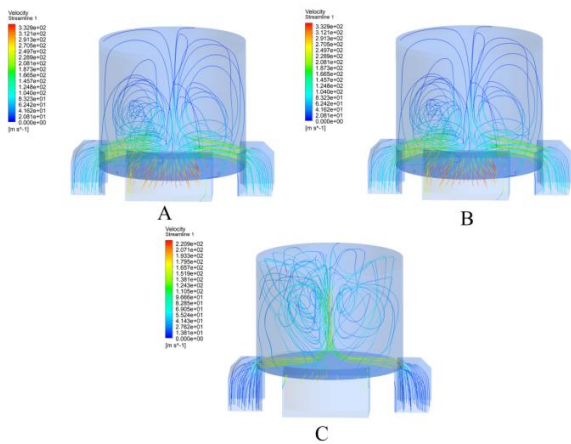 Velocity
Streamline 1
3.329e+02
3.121e+02
2.913e+02
2.705e+02
2.497e+02
2.289e+02
2.081e+02
1.873e+02
1.665e+02
1.457e+02
1.248e+02
1.040e+02
8.323e+01
6.242e+01
4.162e+01
2.081e+01
0.000e+00
[m s^-1]
A
Velocity
Streamline 1
3.329e+02
3.121e+02
2.913e+02
2.705e+02
2.497e+02
2.289e+02
2.081e+02
1.873e+02
1.665e+02
1.457e+02
1.248e+02
1.040e+02
8.323e+01
6.242e+01
4.162e+01
2.081e+01
0.000e+00
[m s^-1]
B
Velocity
Streamline 1
2.209e+02
2.071e+02
1.933e+02
1.795e+02
1.657e+02
1.519e+02
1.381e+02
1.243e+02
1.105e+02
9.666e+01
8.285e+01
6.905e+01
5.524e+01
4.143e+01
2.762e+01
1.381e+01
0.000e+00
[m s^-1]
C